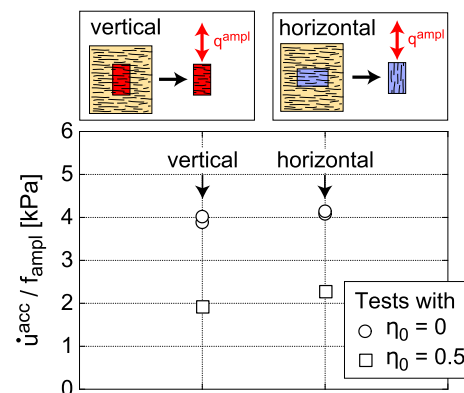 vertical
q^ampl
horizontal
q^ampl
6
5
4
3
2
1
0
u̇^acc / f_ampl [kPa]
vertical
horizontal
Tests with
η₀ = 0
η₀ = 0.5